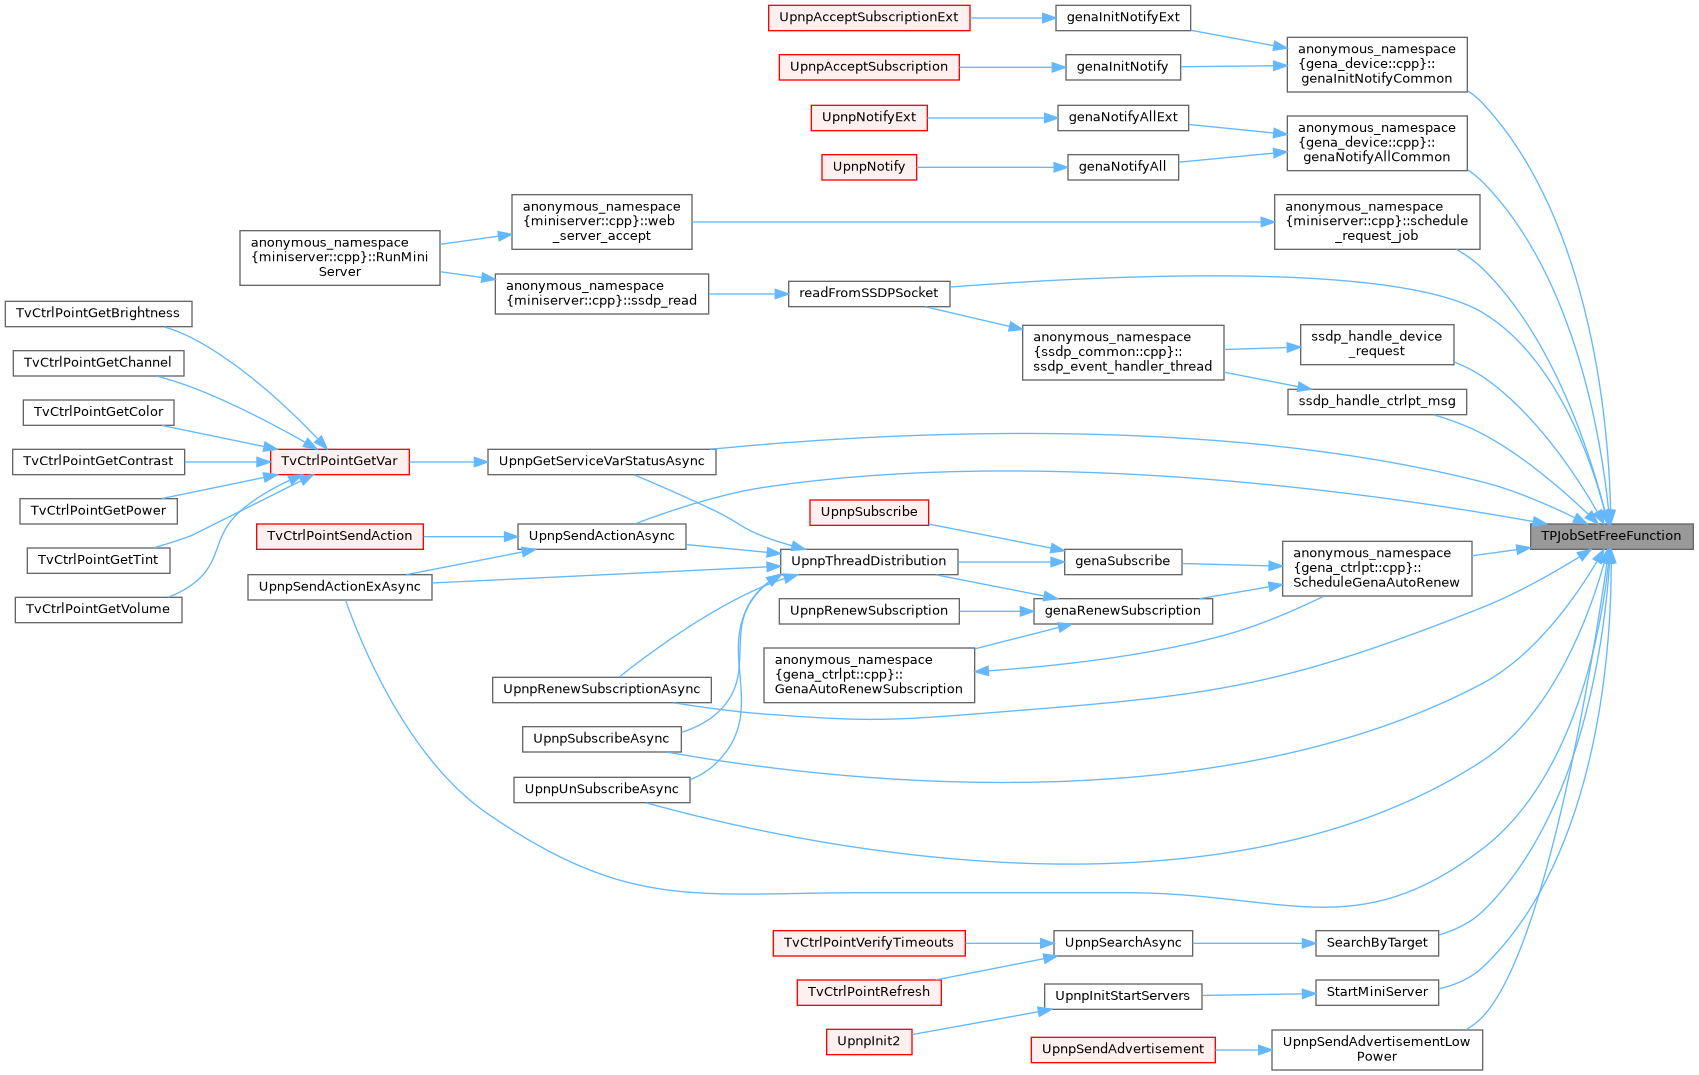 UpnpAcceptSubscriptionExt
genaInitNotifyExt
UpnpAcceptSubscription
genaInitNotify
anonymous_namespace
{gena_device::cpp}::
genaInitNotifyCommon
UpnpNotifyExt
genaNotifyAllExt
UpnpNotify
genaNotifyAll
anonymous_namespace
{gena_device::cpp}::
genaNotifyAllCommon
anonymous_namespace
{miniserver::cpp}::RunMini
Server
anonymous_namespace
{miniserver::cpp}::web
_server_accept
anonymous_namespace
{miniserver::cpp}::schedule
_request_job
anonymous_namespace
{miniserver::cpp}::ssdp_read
readFromSSDPSocket
anonymous_namespace
{ssdp_common::cpp}::
ssdp_event_handler_thread
ssdp_handle_device
_request
ssdp_handle_ctrlpt_msg
TvCtrlPointGetBrightness
TvCtrlPointGetChannel
TvCtrlPointGetColor
TvCtrlPointGetContrast
TvCtrlPointGetPower
TvCtrlPointGetTint
TvCtrlPointGetVolume
TvCtrlPointGetVar
UpnpGetServiceVarStatusAsync
TvCtrlPointSendAction
UpnpSendActionAsync
UpnpSendActionExAsync
UpnpSubscribe
UpnpThreadDistribution
genaSubscribe
UpnpRenewSubscription
genaRenewSubscription
anonymous_namespace
{gena_ctrlpt::cpp}::
ScheduleGenaAutoRenew
TPJobSetFreeFunction
anonymous_namespace
{gena_ctrlpt::cpp}::
GenaAutoRenewSubscription
UpnpRenewSubscriptionAsync
UpnpSubscribeAsync
UpnpUnSubscribeAsync
TvCtrlPointVerifyTimeouts
UpnpSearchAsync
SearchByTarget
TvCtrlPointRefresh
UpnpInitStartServers
StartMiniServer
UpnpInit2
UpnpSendAdvertisement
UpnpSendAdvertisementLow
Power